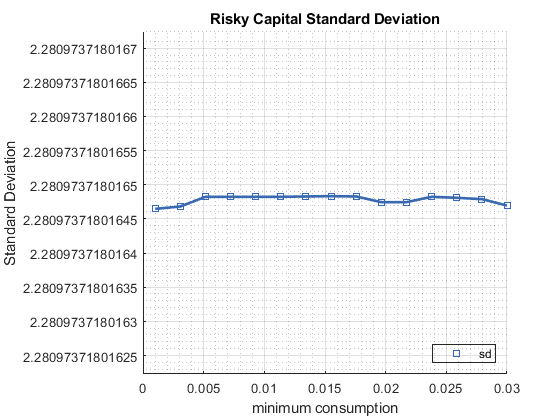 Risky Capital Standard Deviation
2.2809737180167
2.28097371801665
2.2809737180166
2.28097371801655
2.2809737180165
2.28097371801645
2.2809737180164
2.28097371801635
2.2809737180163
2.28097371801625
Standard Deviation
sd
0 0.005 0.01 0.015 0.02 0.025 0.03
minimum consumption